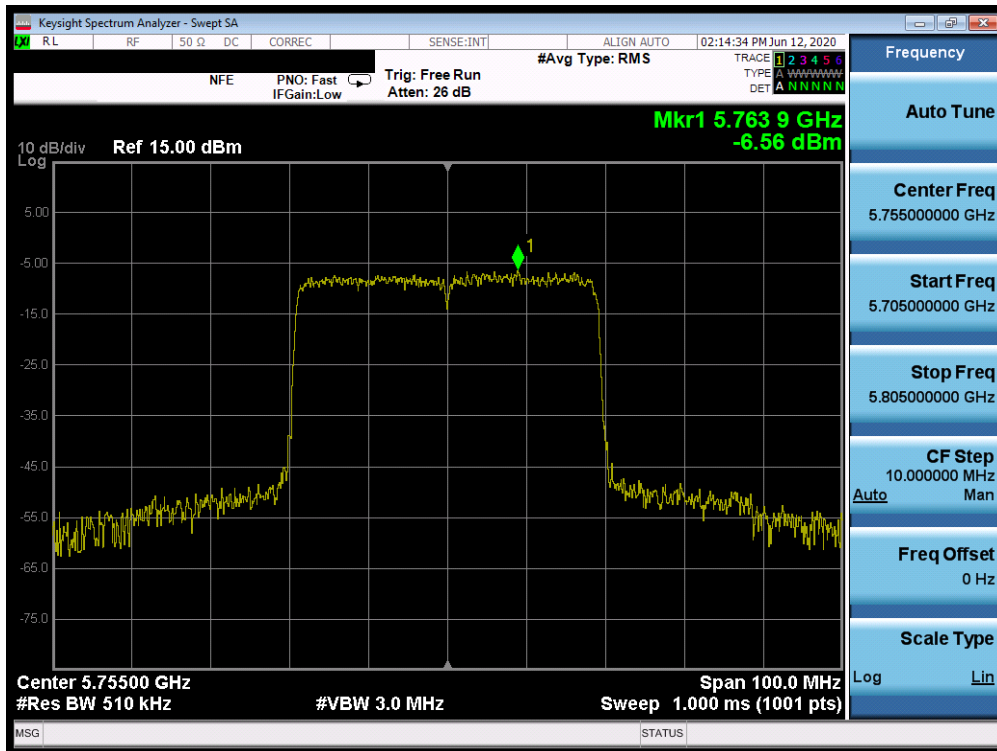 Keysight Spectrum Analyzer - Swept SA
LXI RL RF 50 Ω DC CORREC SENSE:INT ALIGN AUTO 02:14:34 PM Jun 12, 2020
#Avg Type: RMS
TRACE 1 2 3 4 5 6
TYPE A WWWWW
DET A N N N N N
NFE
PNO: Fast
IFGain:Low
Trig: Free Run
Atten: 26 dB
Mkr1 5.763 9 GHz
-6.56 dBm
10 dB/div Ref 15.00 dBm
Log
5.00
-5.00
-15.0
-25.0
-35.0
-45.0
-55.0
-65.0
-75.0
1
Center 5.75500 GHz
Span 100.0 MHz
#Res BW 510 kHz
#VBW 3.0 MHz
Sweep 1.000 ms (1001 pts)
MSG
STATUS
Frequency
Auto Tune
Center Freq
5.755000000 GHz
Start Freq
5.705000000 GHz
Stop Freq
5.805000000 GHz
CF Step
10.000000 MHz
Auto Man
Freq Offset
0 Hz
Scale Type
Log Lin